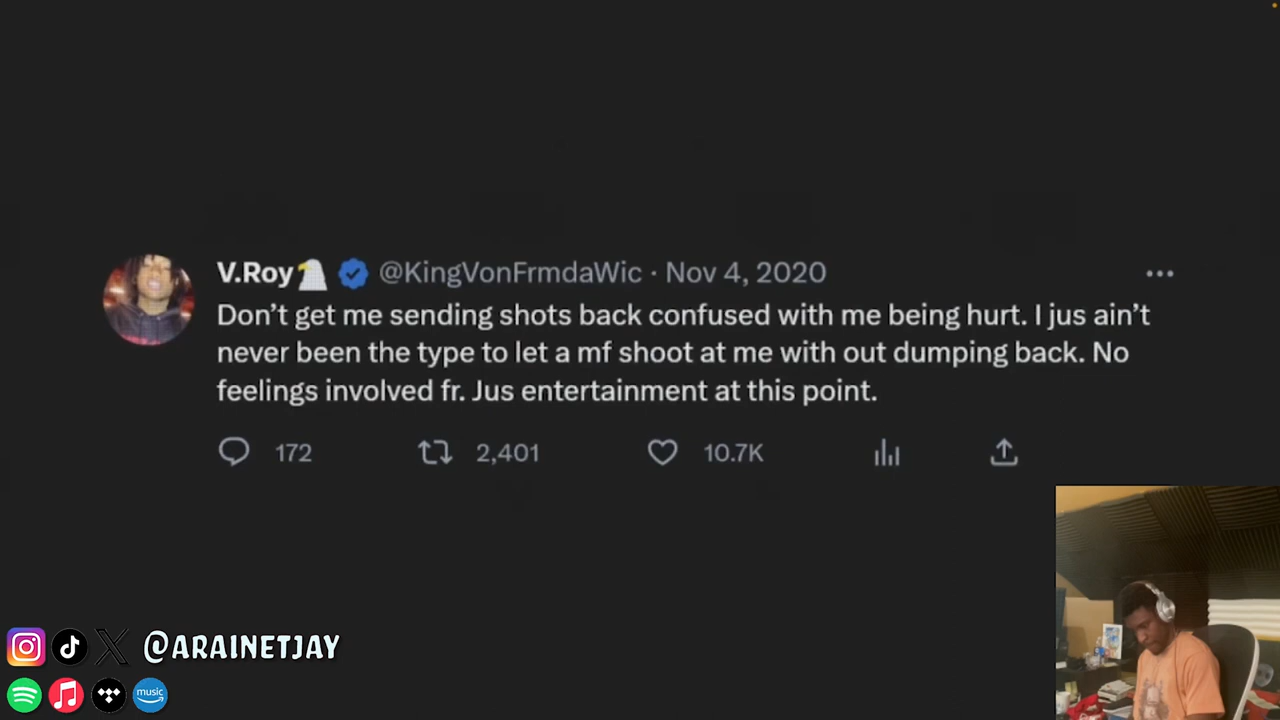 V.Roy @KingVonFrmdaWic · Nov 4, 2020
Don't get me sending shots back confused with me being hurt. I jus ain't
never been the type to let a mf shoot at me with out dumping back. No
feelings involved fr. Jus entertainment at this point.
172 2,401 10.7K
@ARAINETJAY
music